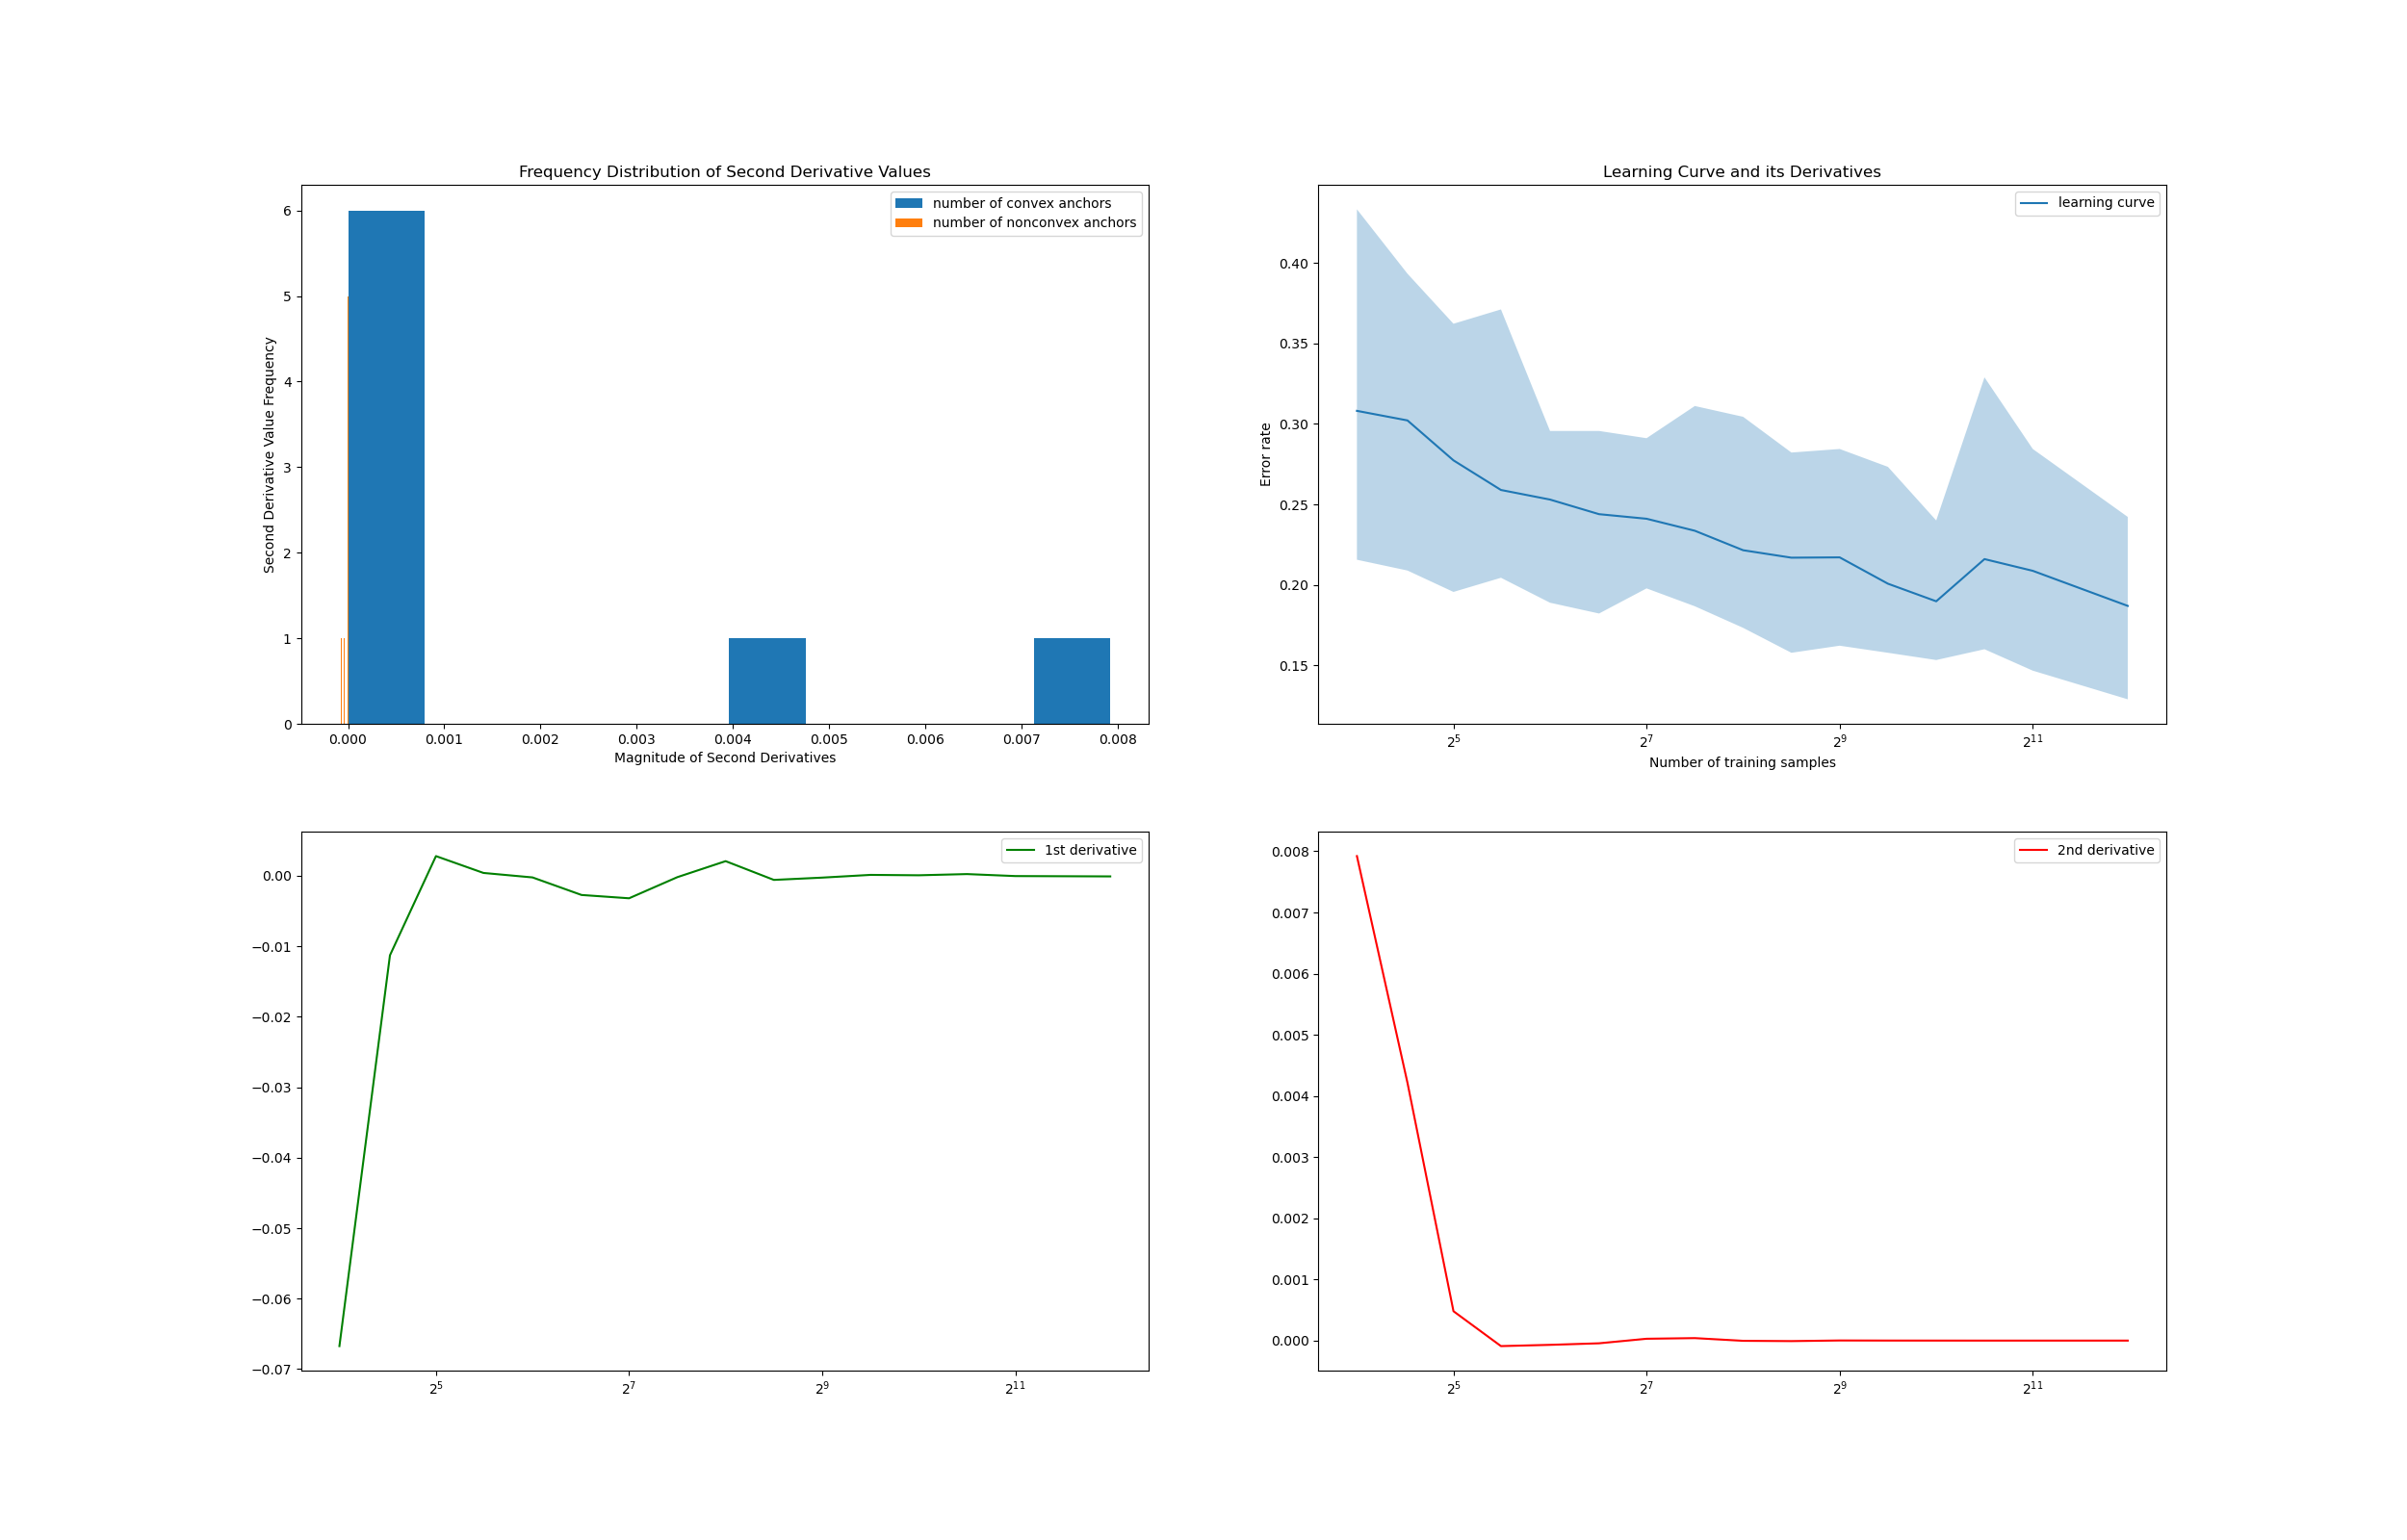 Frequency Distribution of Second Derivative Values
number of convex anchors
number of nonconvex anchors
Second Derivative Value Frequency
6
5
4
3
2
1
0
0.000 0.001 0.002 0.003 0.004 0.005 0.006 0.007 0.008
Magnitude of Second Derivatives
Learning Curve and its Derivatives
learning curve
Error rate
0.40
0.35
0.30
0.25
0.20
0.15
2^5 2^7 2^9 2^11
Number of training samples
1st derivative
0.00
−0.01
−0.02
−0.03
−0.04
−0.05
−0.06
−0.07
2^5 2^7 2^9 2^11
2nd derivative
0.008
0.007
0.006
0.005
0.004
0.003
0.002
0.001
0.000
2^5 2^7 2^9 2^11